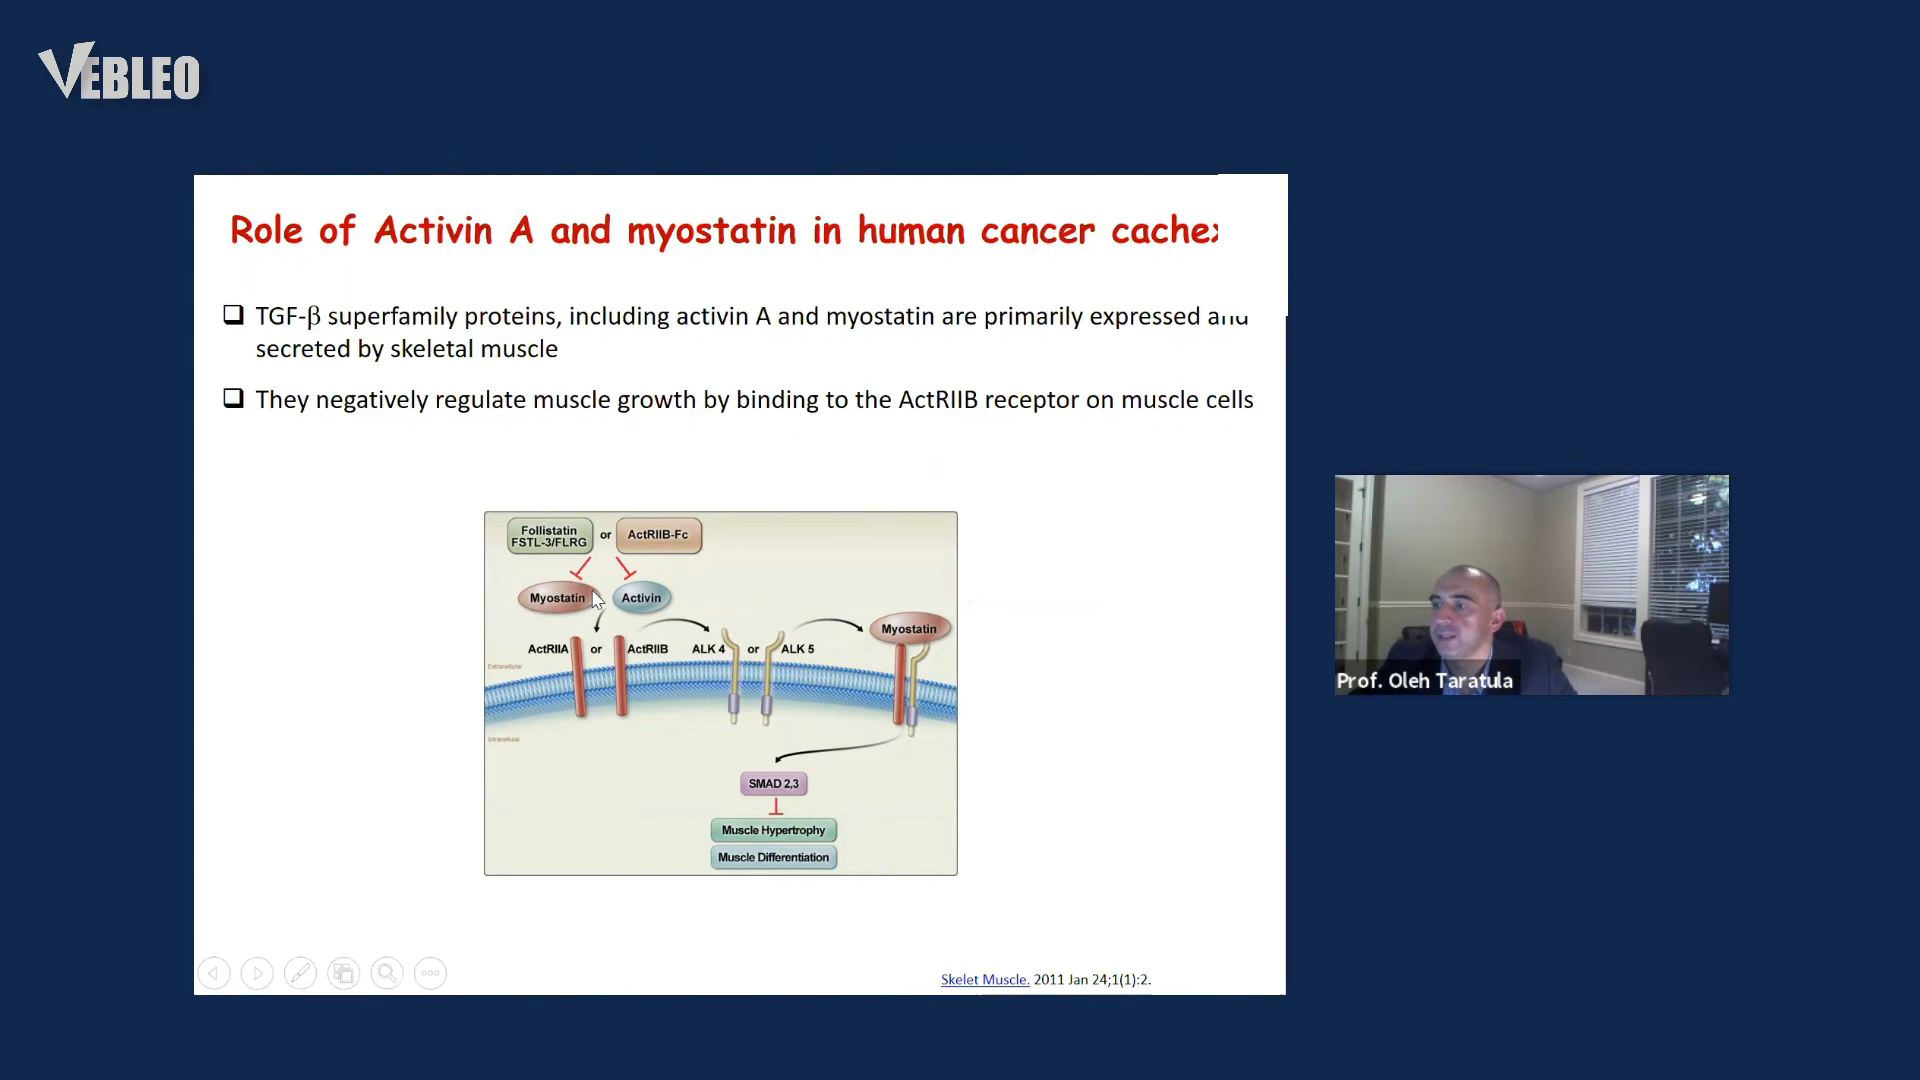 VEBLEO
Role of Activin A and myostatin in human cancer cache
TGF-β superfamily proteins, including activin A and myostatin are primarily expressed and
secreted by skeletal muscle
They negatively regulate muscle growth by binding to the ActRIIB receptor on muscle cells
Follistatin
FSTL-3/FLRG
or
ActRIIB-Fc
Myostatin
Activin
Myostatin
ActRIIA
or
ActRIIB
ALK 4
or
ALK 5
Extracellular
Intracellular
SMAD 2,3
Muscle Hypertrophy
Muscle Differentiation
Skelet Muscle. 2011 Jan 24;1(1):2.
Prof. Oleh Taratula